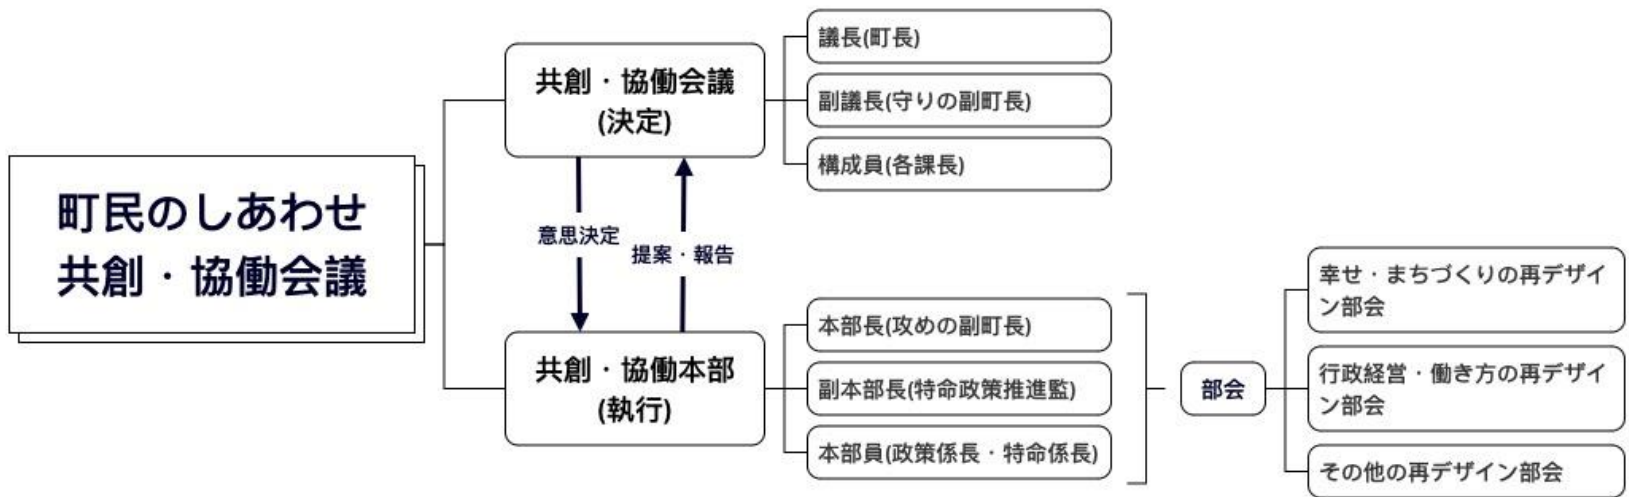 町民のしあわせ
共創・協働会議
共創・協働会議
(決定)
議長(町長)
副議長(守りの副町長)
構成員(各課長)
意思決定
提案・報告
共創・協働本部
(執行)
本部長(攻めの副町長)
副本部長(特命政策推進監)
本部員(政策係長・特命係長)
部会
幸せ・まちづくりの再デザイ
ン部会
行政経営・働き方の再デザイ
ン部会
その他の再デザイン部会